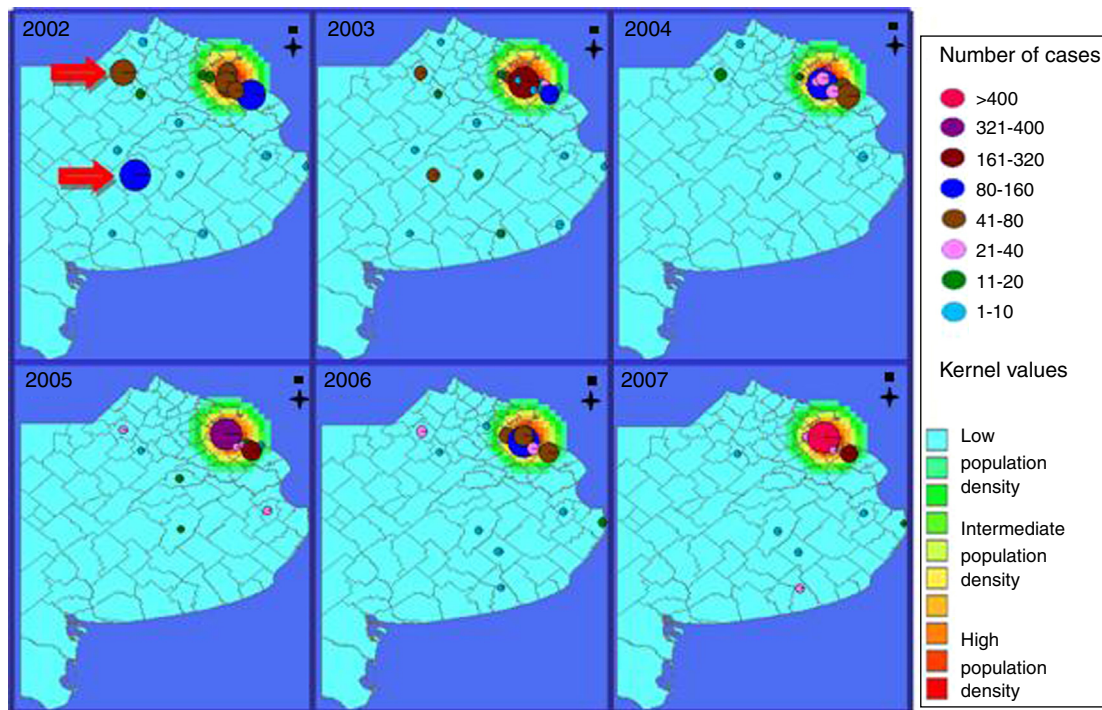 2002
2003
2004
2005
2006
2007
Number of cases
>400
321-400
161-320
80-160
41-80
21-40
11-20
1-10
Kernel values
Low
population
density
Intermediate
population
density
High
population
density